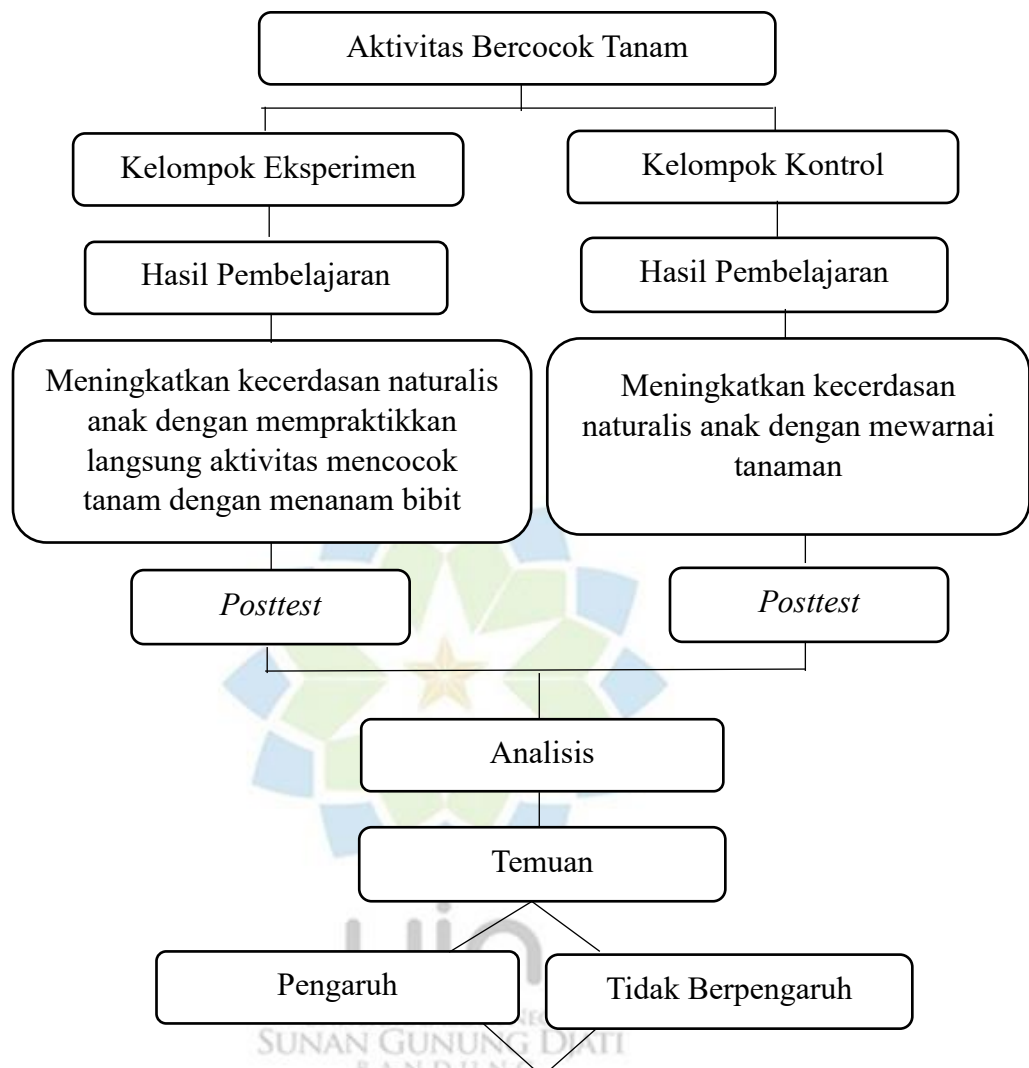 Aktivitas Bercocok Tanam
Kelompok Eksperimen
Kelompok Kontrol
Hasil Pembelajaran
Hasil Pembelajaran
Meningkatkan kecerdasan naturalis
anak dengan mempraktikkan
langsung aktivitas mencocok
tanam dengan menanam bibit
Meningkatkan kecerdasan
naturalis anak dengan mewarnai
tanaman
Posttest
Posttest
Analisis
Temuan
uin
Pengaruh
Tidak Berpengaruh
SUNAN GUNUNG DJATI